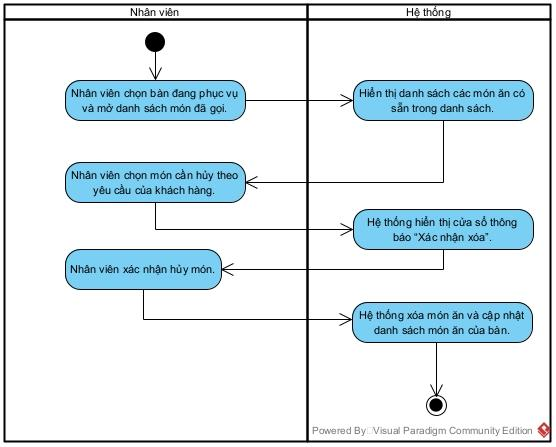 Nhân viên
Hệ thống
Nhân viên chọn bàn đang phục vụ
và mở danh sách món đã gọi.
Hiển thị danh sách các món ăn có
sẵn trong danh sách.
Nhân viên chọn món cần hủy theo
yêu cầu của khách hàng.
Hệ thống hiển thị cửa sổ thông
báo “Xác nhận xóa”.
Nhân viên xác nhận hủy món.
Hệ thống xóa món ăn và cập nhật
danh sách món ăn của bàn.
Powered By Visual Paradigm Community Edition